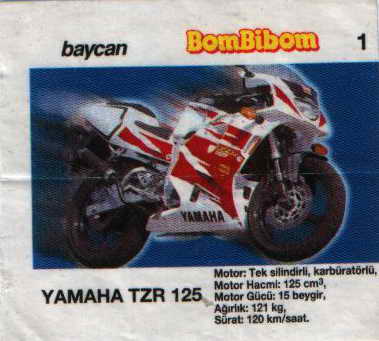 baycan BomBibom 1
YAMAHA
YAMAHA TZR 125
Motor: Tek silindirli, karbüratörlü,
Motor Hacmi: 125 cm³,
Motor Gücü: 15 beygir,
Ağırlık: 121 kg,
Sürat: 120 km/saat.